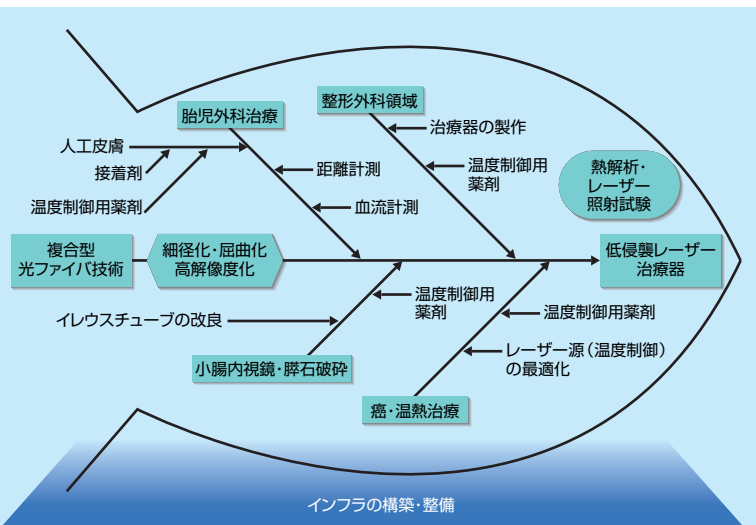 胎児外科治療
整形外科領域
人工皮膚
接着剤
温度制御用薬剤
距離計測
血流計測
治療器の製作
温度制御用
薬剤
熱解析・
レーザー
照射試験
複合型
光ファイバ技術
細径化・屈曲化
高解像度化
低侵襲レーザー
治療器
イレウスチューブの改良
温度制御用
薬剤
小腸内視鏡・膵石破砕
温度制御用薬剤
レーザー源（温度制御）
の最適化
癌・温熱治療
インフラの構築・整備